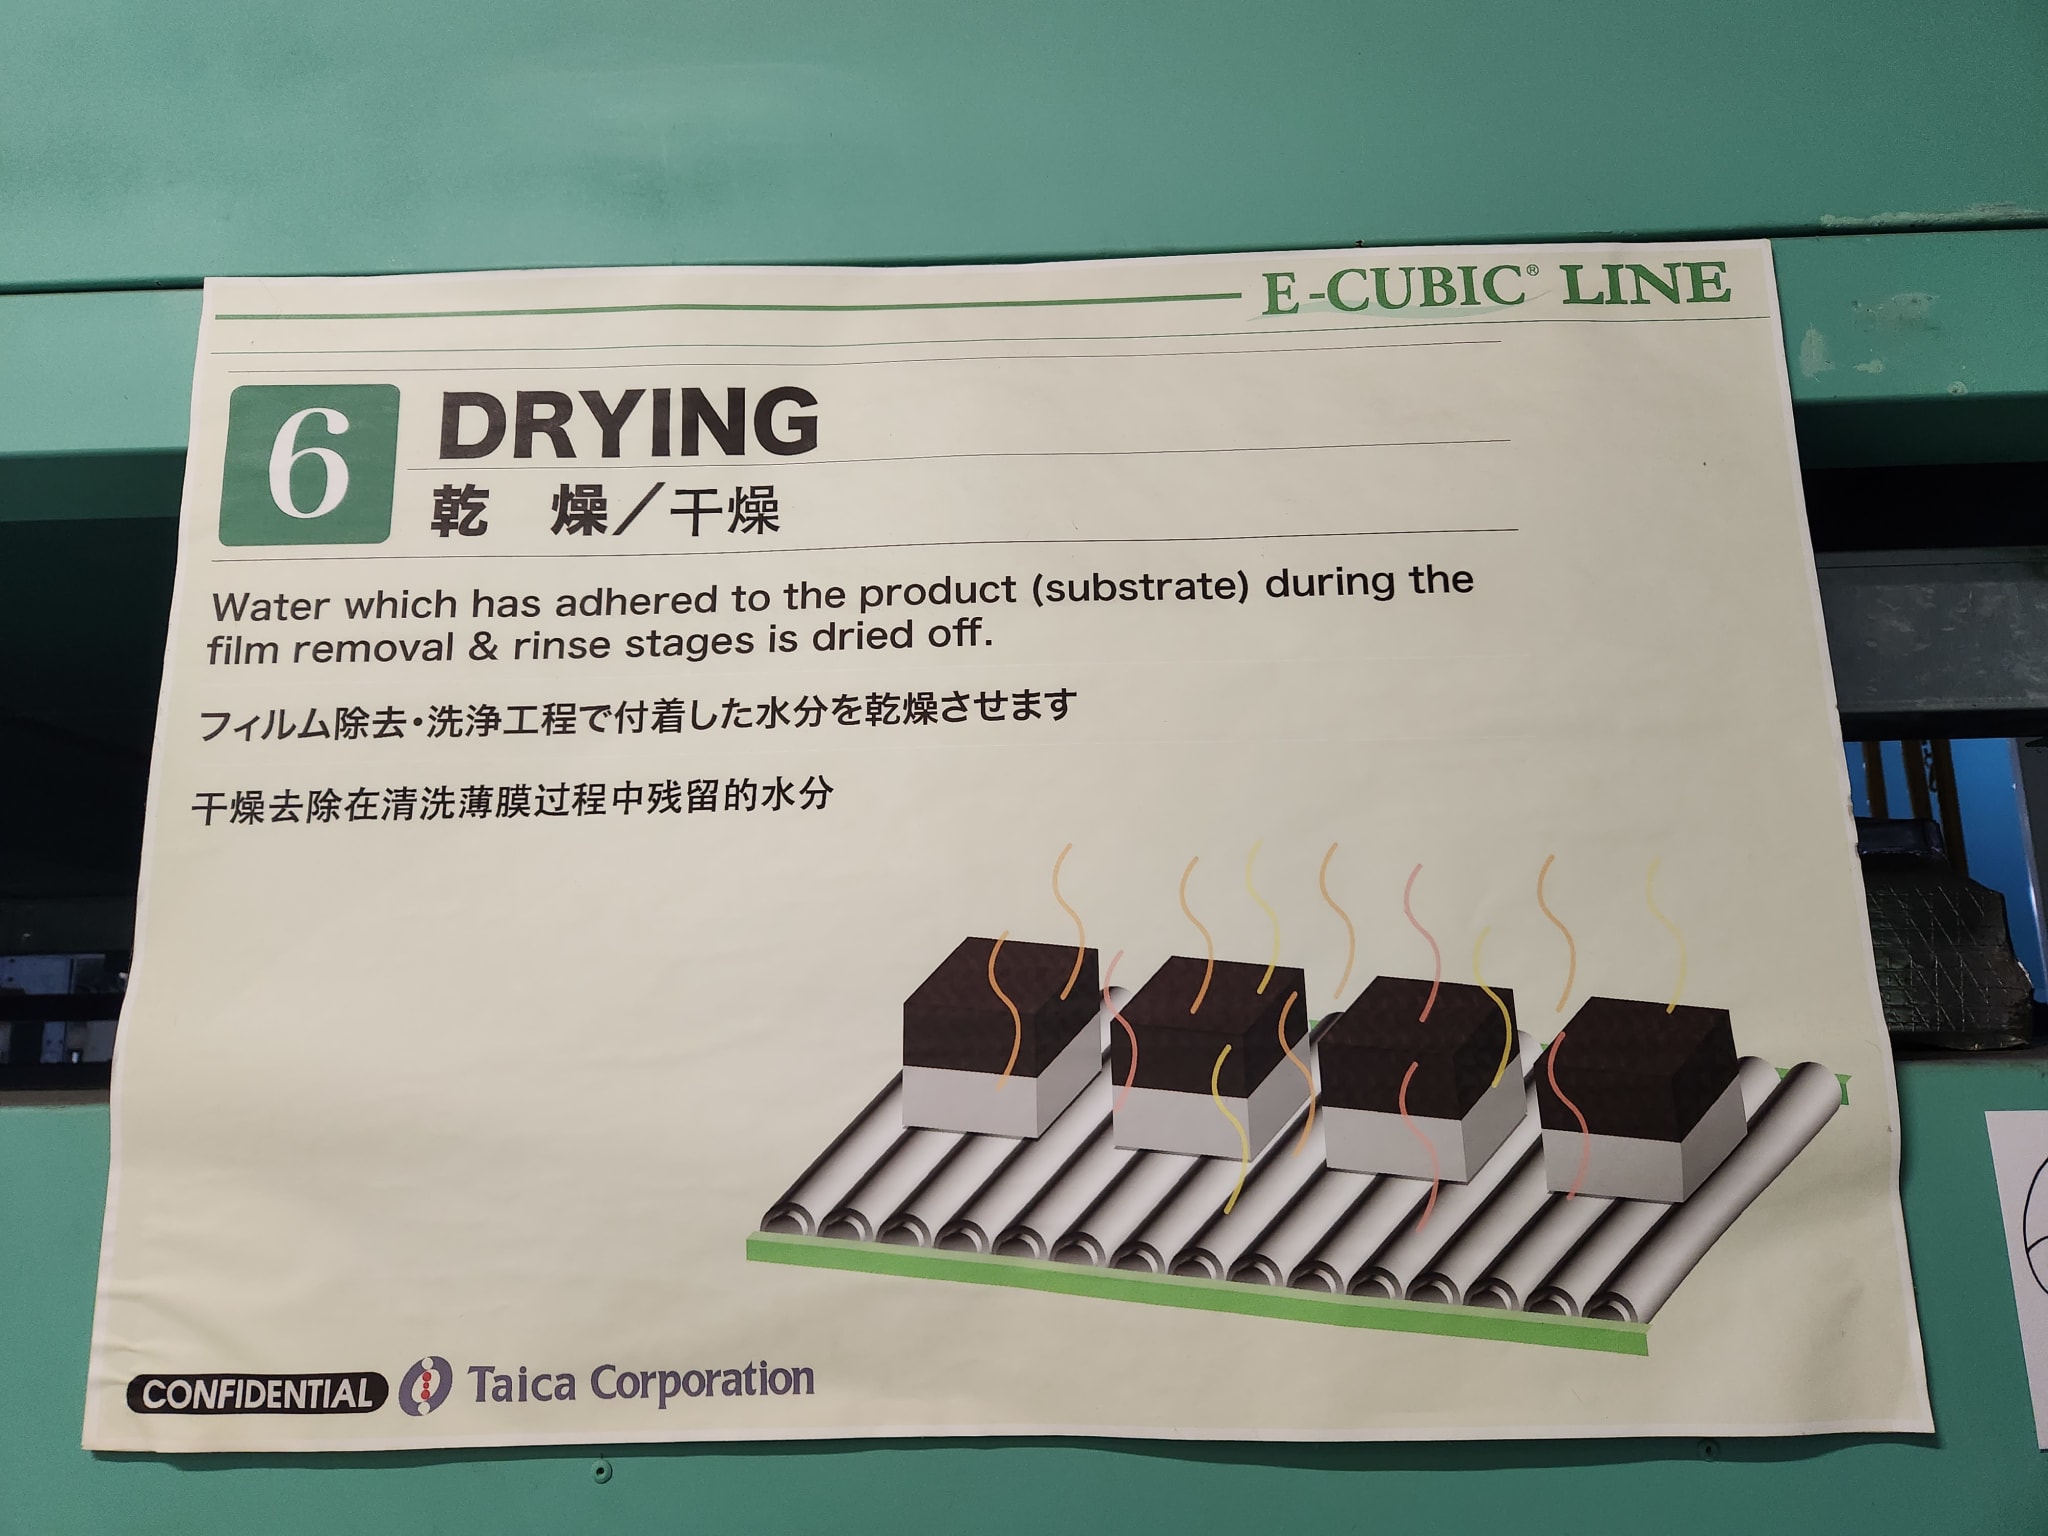 E-CUBIC® LINE
6
DRYING
乾 燥／干燥
Water which has adhered to the product (substrate) during the
film removal & rinse stages is dried off.
フィルム除去・洗浄工程で付着した水分を乾燥させます
干燥去除在清洗薄膜过程中残留的水分
CONFIDENTIAL Taica Corporation